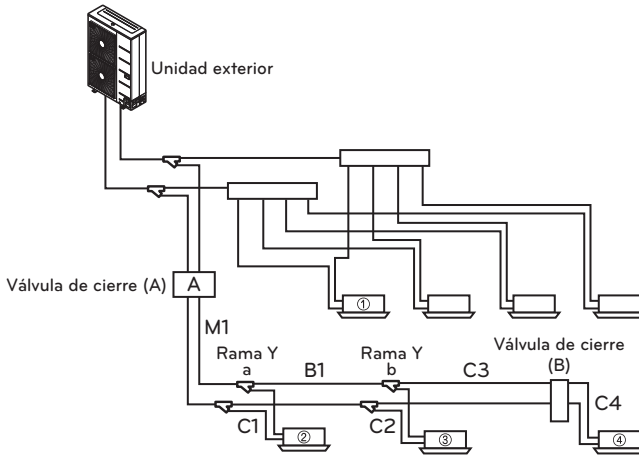 Unidad exterior
Válvula de cierre (A)
A
①
M1
Válvula de cierre
(B)
Rama Y
a
B1
Rama Y
b
C3
C4
C1
②
C2
③
④